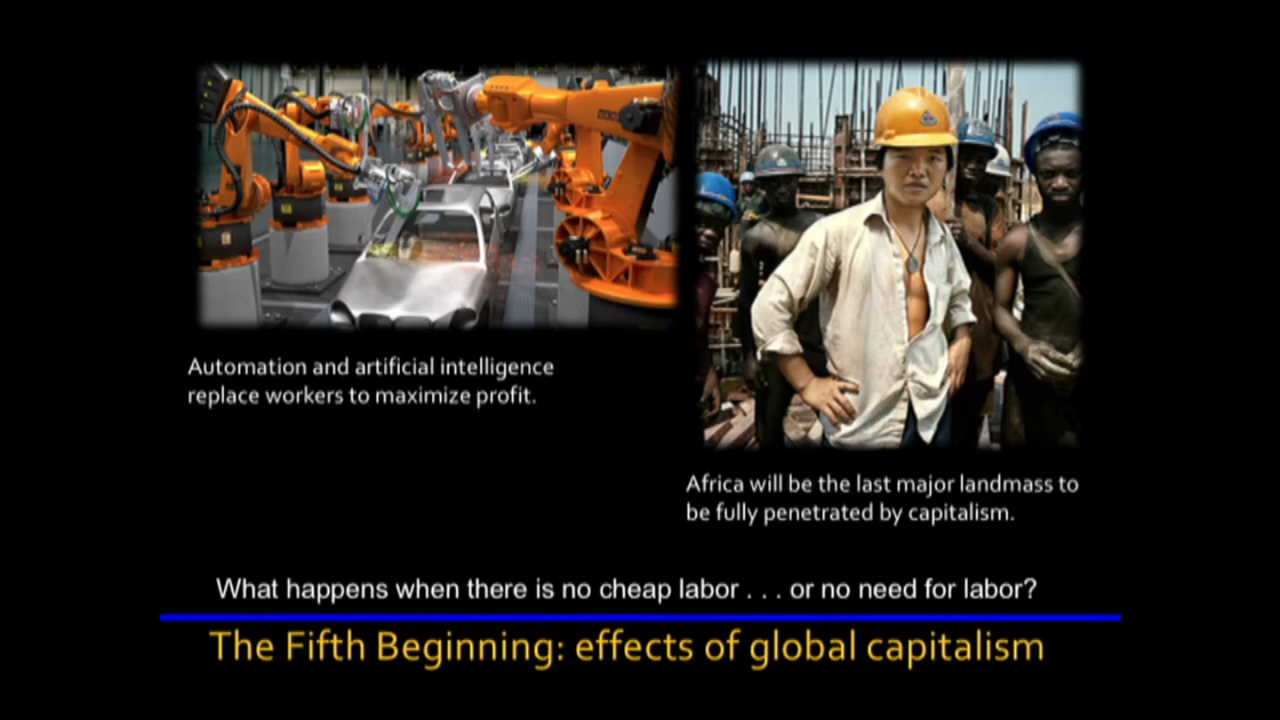 Automation and artificial intelligence
replace workers to maximize profit.
Africa will be the last major landmass to
be fully penetrated by capitalism.
What happens when there is no cheap labor . . . or no need for labor?
The Fifth Beginning: effects of global capitalism